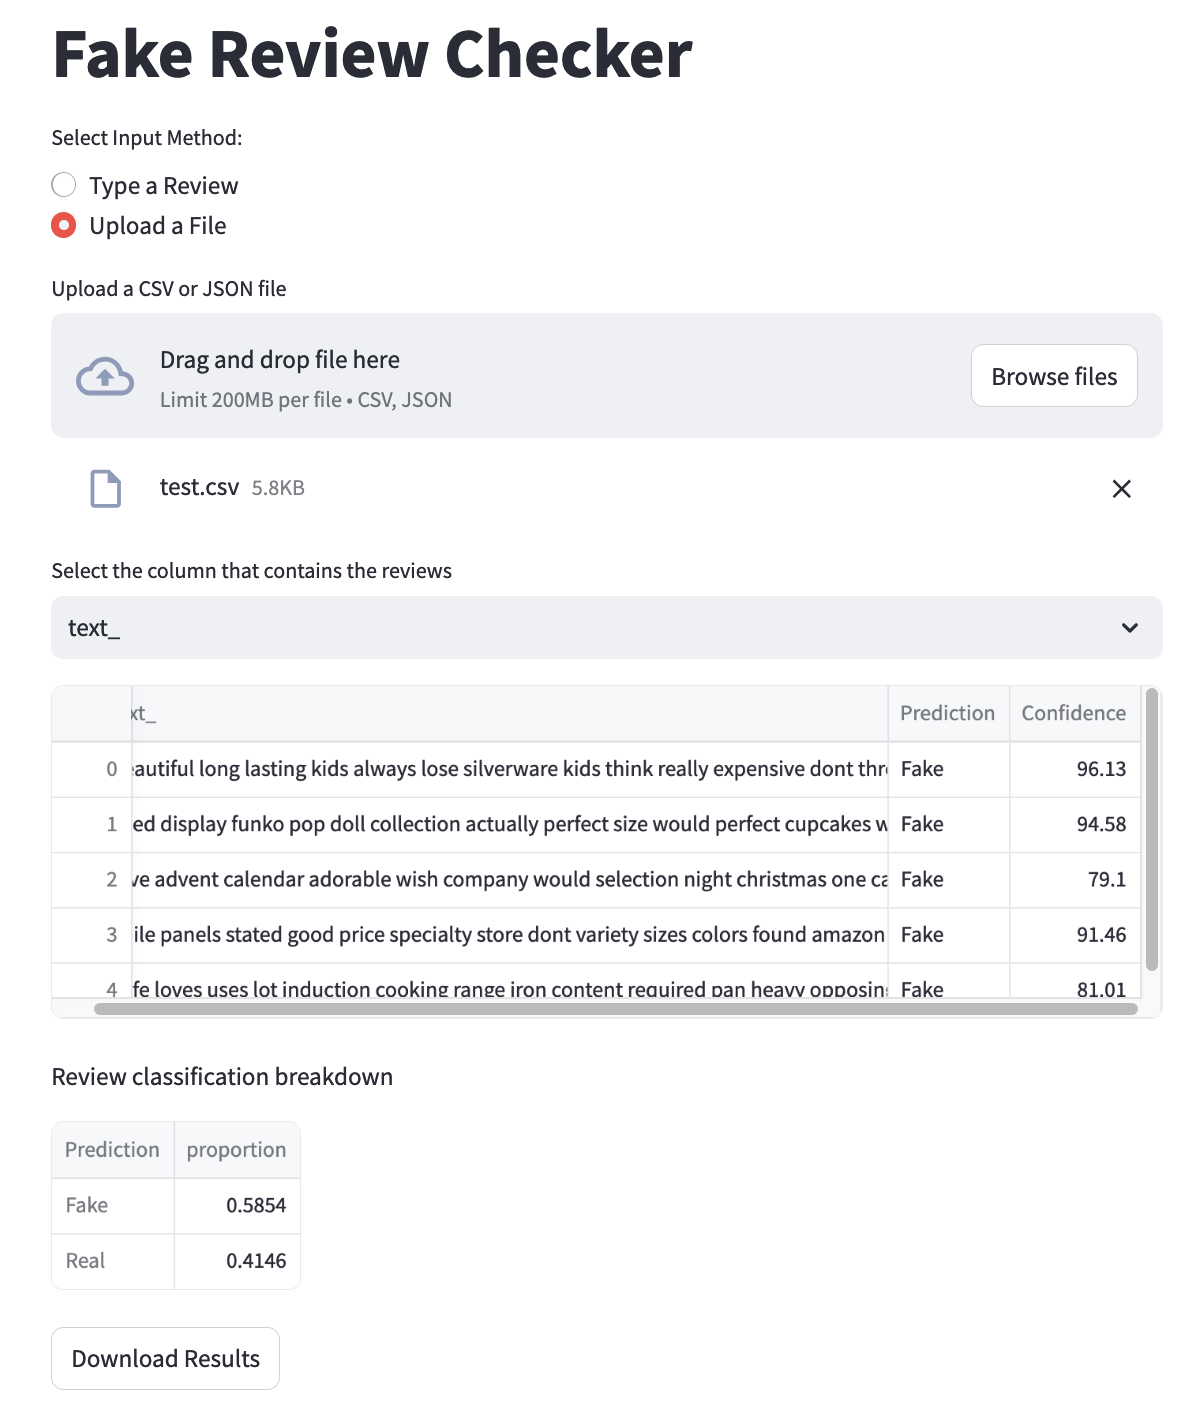 Fake Review Checker
Select Input Method:
Type a Review
Upload a File
Upload a CSV or JSON file
Drag and drop file here
Limit 200MB per file • CSV, JSON
Browse files
test.csv 5.8KB
Select the column that contains the reviews
text_
xt_ Prediction Confidence
0 eautiful long lasting kids always lose silverware kids think really expensive dont thr Fake 96.13
1 ed display funko pop doll collection actually perfect size would perfect cupcakes w Fake 94.58
2 ve advent calendar adorable wish company would selection night christmas one ca Fake 79.1
3 ile panels stated good price specialty store dont variety sizes colors found amazon Fake 91.46
4 fe loves uses lot induction cooking range iron content required pan heavy opposin Fake 81.01
Review classification breakdown
Prediction proportion
Fake 0.5854
Real 0.4146
Download Results